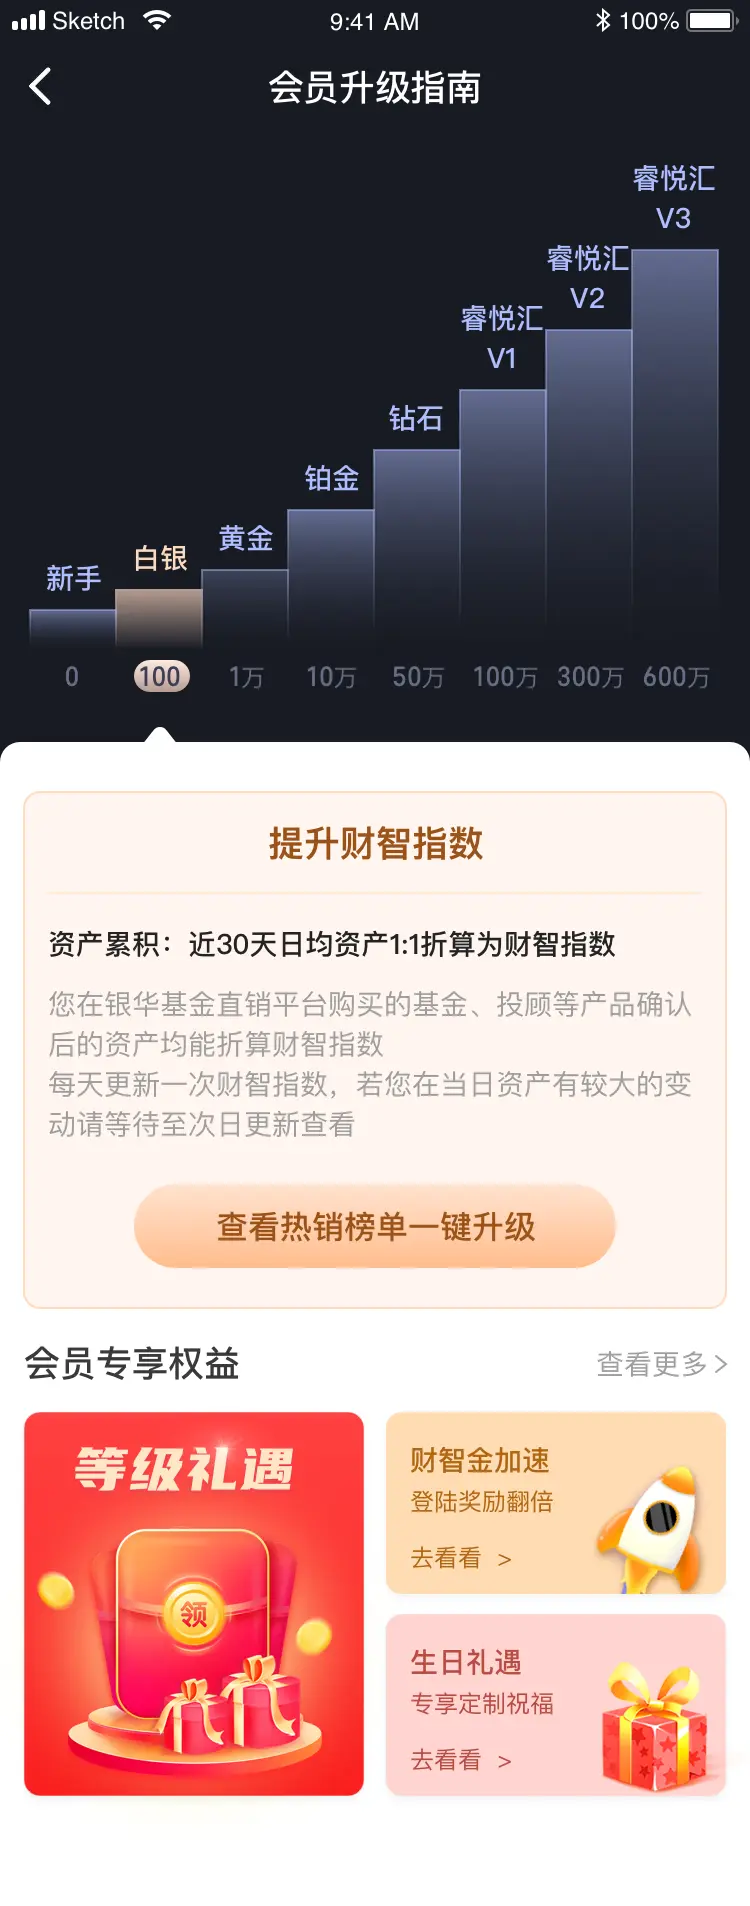 Sketch 9:41 AM 100%
会员升级指南
睿悦汇
V3
睿悦汇
V2
睿悦汇
V1
钻石
铂金
黄金
白银
新手
0 100 1万 10万 50万 100万 300万 600万
提升财智指数
资产累积：近30天日均资产1:1折算为财智指数
您在银华基金直销平台购买的基金、投顾等产品确认
后的资产均能折算财智指数
每天更新一次财智指数，若您在当日资产有较大的变
动请等待至次日更新查看
查看热销榜单一键升级
会员专享权益
查看更多 >
等级礼遇
领
财智金加速
登陆奖励翻倍
去看看 >
生日礼遇
专享定制祝福
去看看 >